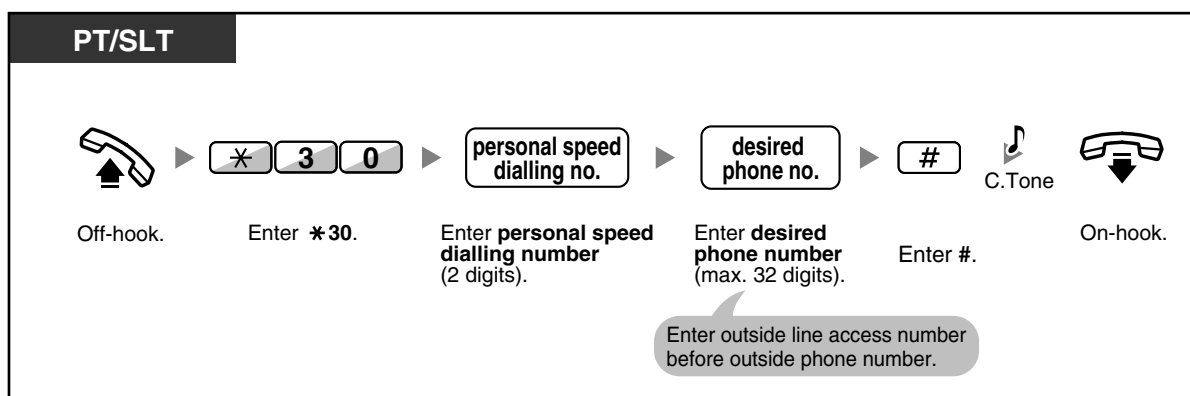 PT/SLT
✳ 3 0
personal speed
dialling no.
desired
phone no.
#
C.Tone
Off-hook.
Enter ✳30.
Enter personal speed
dialling number
(2 digits).
Enter desired
phone number
(max. 32 digits).
Enter #.
On-hook.
Enter outside line access number
before outside phone number.